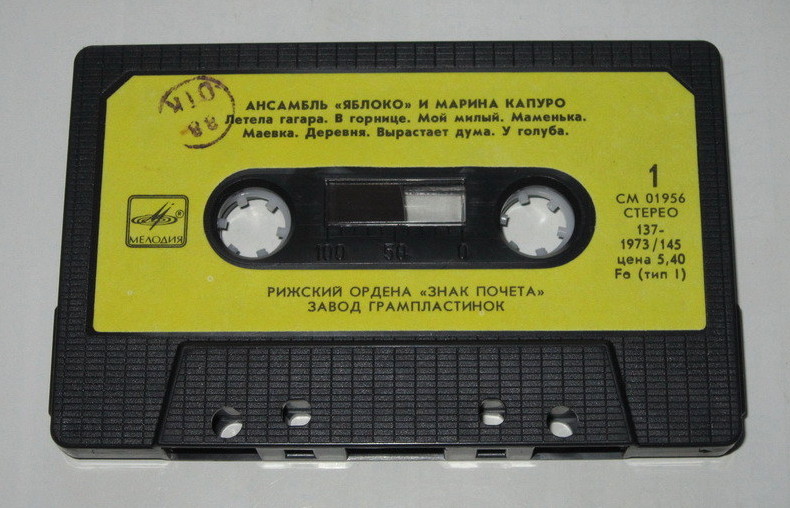 АНСАМБЛЬ «ЯБЛОКО» И МАРИНА КАПУРО
Летела гагара. В горнице. Мой милый. Маменька.
Маевка. Деревня. Вырастает дума. У голуба.
1
СМ 01956
СТЕРЕО
137-
1973/145
цена 5,40
Fe (тип I)
® МЕЛОДИЯ
100 50 0
РИЖСКИЙ ОРДЕНА «ЗНАК ПОЧЕТА»
ЗАВОД ГРАМПЛАСТИНОК